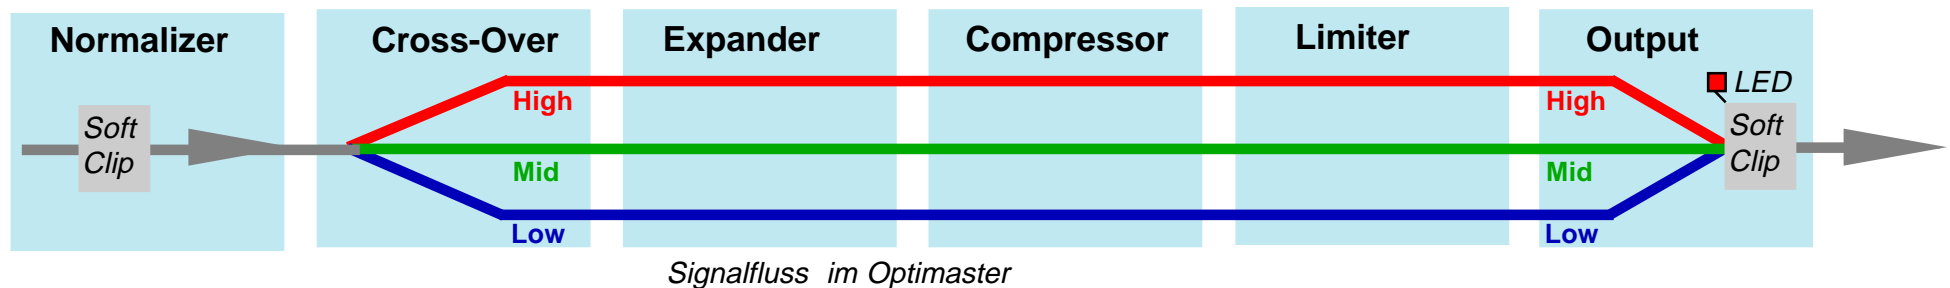 Normalizer
Cross-Over
Expander
Compressor
Limiter
Output
LED
Soft
Clip
High
Mid
Low
High
Mid
Low
Soft
Clip
Signalfluss im Optimaster